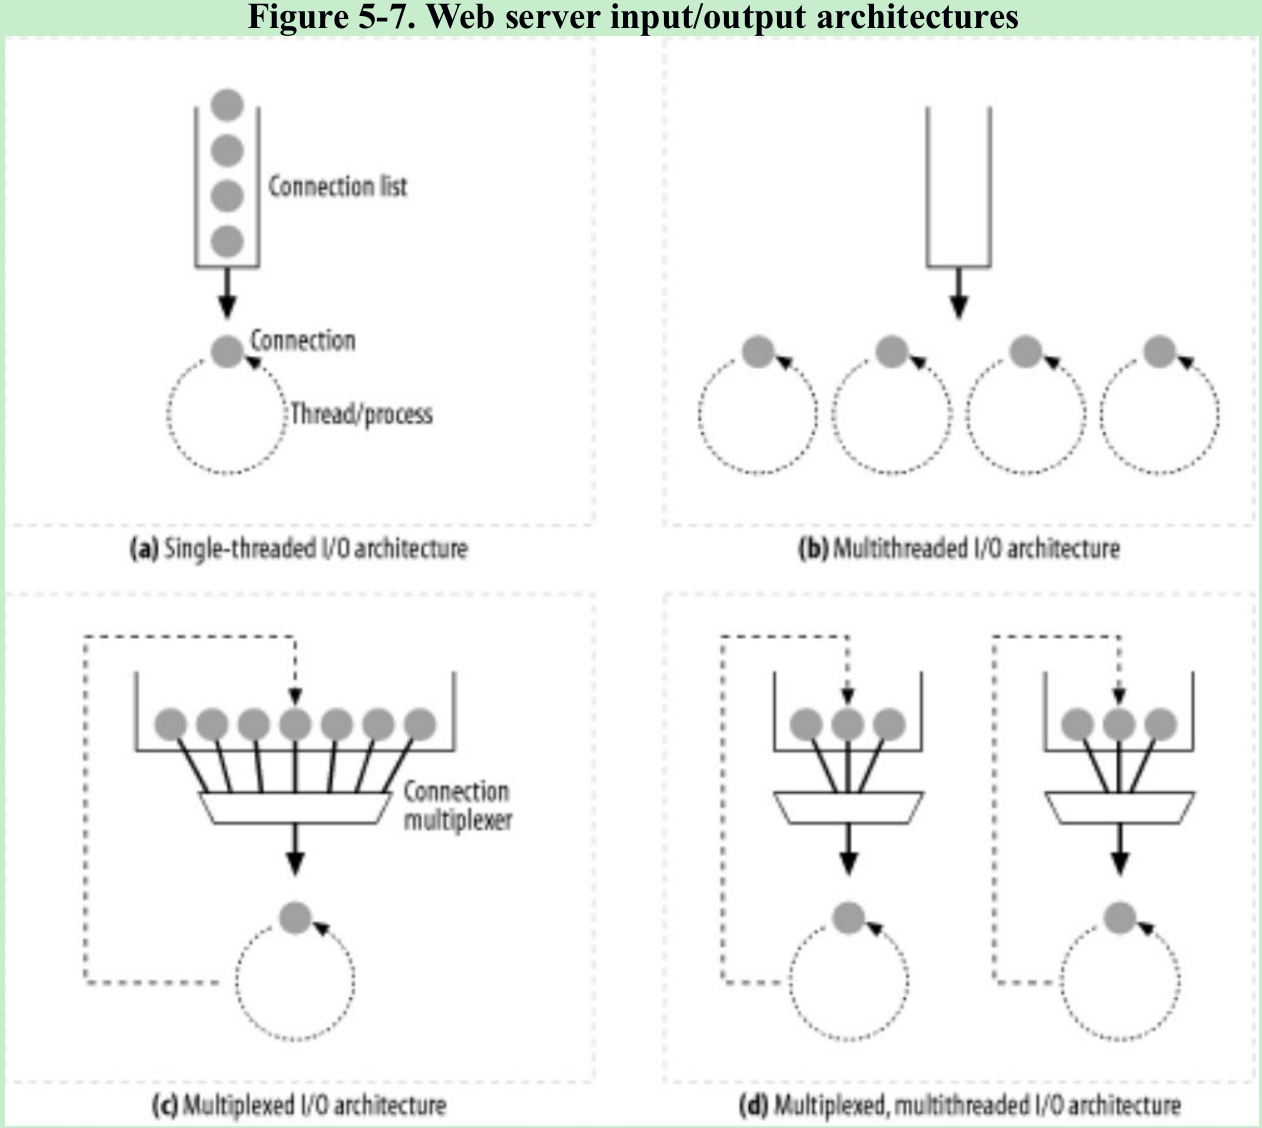 Figure 5-7. Web server input/output architectures
Connection list
Connection
Thread/process
(a) Single-threaded I/O architecture
(b) Multithreaded I/O architecture
Connection
multiplexer
(c) Multiplexed I/O architecture
(d) Multiplexed, multithreaded I/O architecture